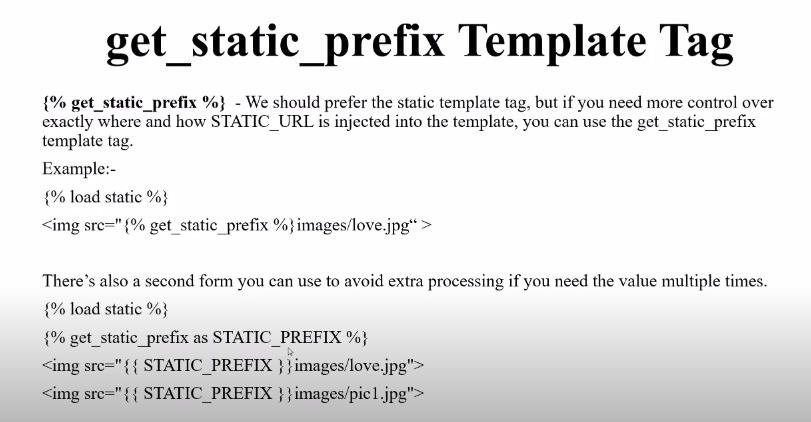 get_static_prefix Template Tag
{% get_static_prefix %}  - We should prefer the static template tag, but if you need more control over
exactly where and how STATIC_URL is injected into the template, you can use the get_static_prefix
template tag.
Example:-
{% load static %}
<img src="{% get_static_prefix %}images/love.jpg“ >
There’s also a second form you can use to avoid extra processing if you need the value multiple times.
{% load static %}
{% get_static_prefix as STATIC_PREFIX %}
<img src="{{ STATIC_PREFIX }}images/love.jpg">
<img src="{{ STATIC_PREFIX }}images/pic1.jpg">